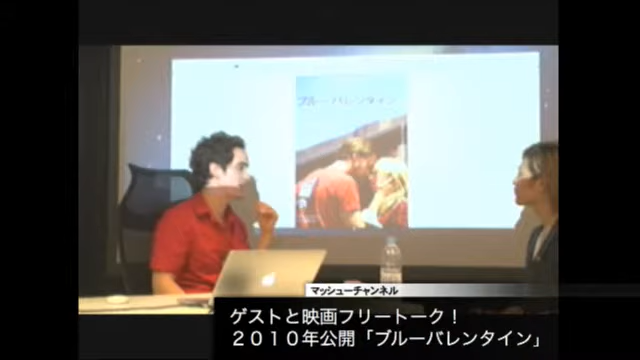 ブルーバレンタイン
マッシューチャンネル
ゲストと映画フリートーク！
２０１０年公開「ブルーバレンタイン」